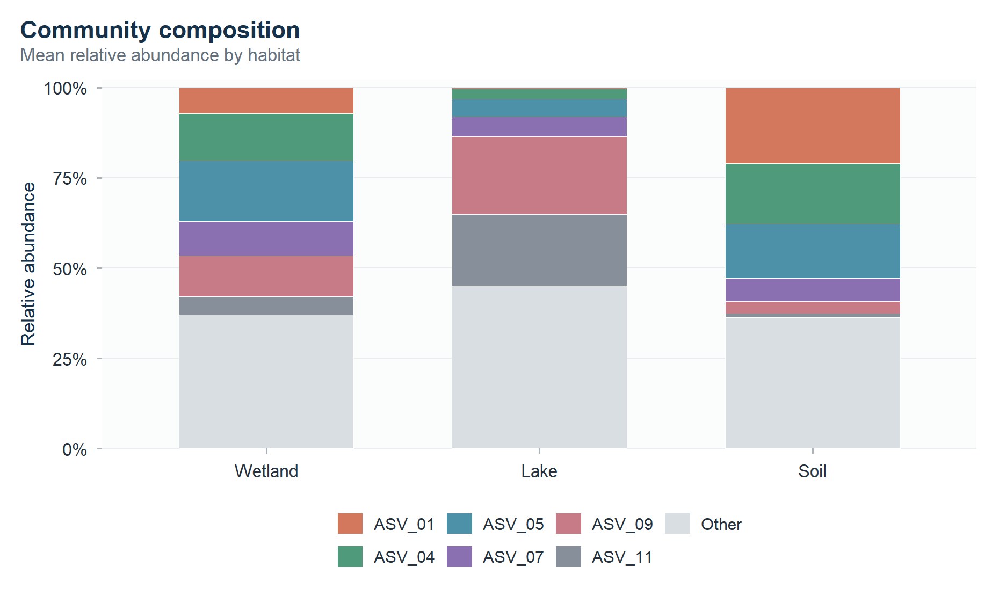 Community composition
Mean relative abundance by habitat
Relative abundance
100%
75%
50%
25%
0%
Wetland Lake Soil
ASV_01 ASV_05 ASV_09 Other
ASV_04 ASV_07 ASV_11